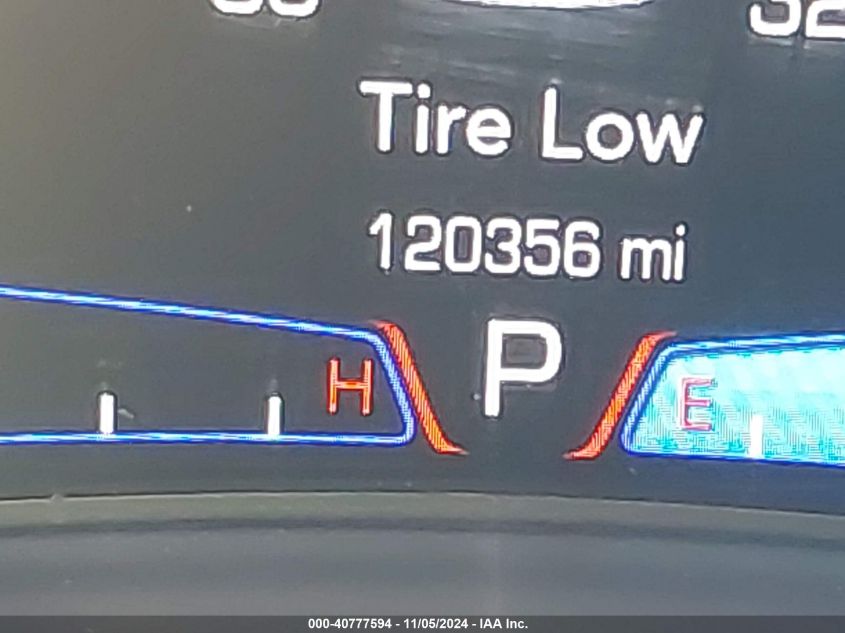 Tire Low
120356 mi
H P E
000-40777594 - 11/05/2024 - IAA Inc.